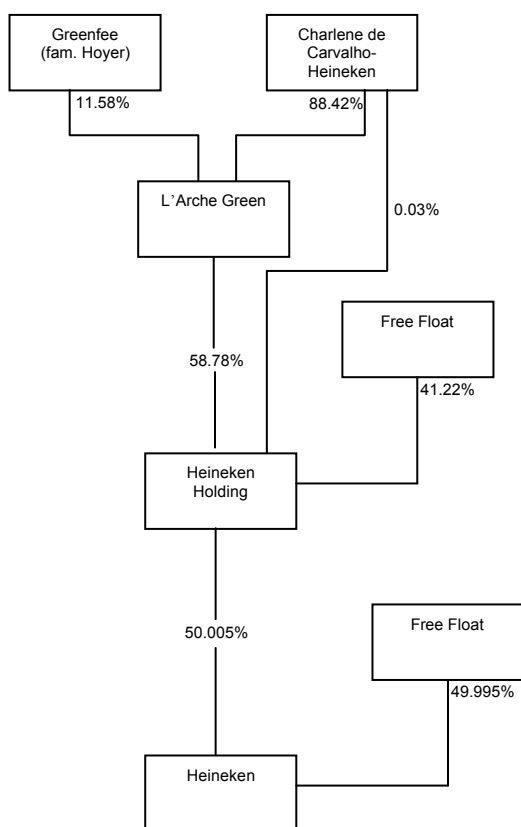 Greenfee
(fam. Hoyer)
Charlene de
Carvalho-
Heineken
11.58%
88.42%
L’Arche Green
0.03%
Free Float
58.78%
41.22%
Heineken
Holding
50.005%
Free Float
49.995%
Heineken